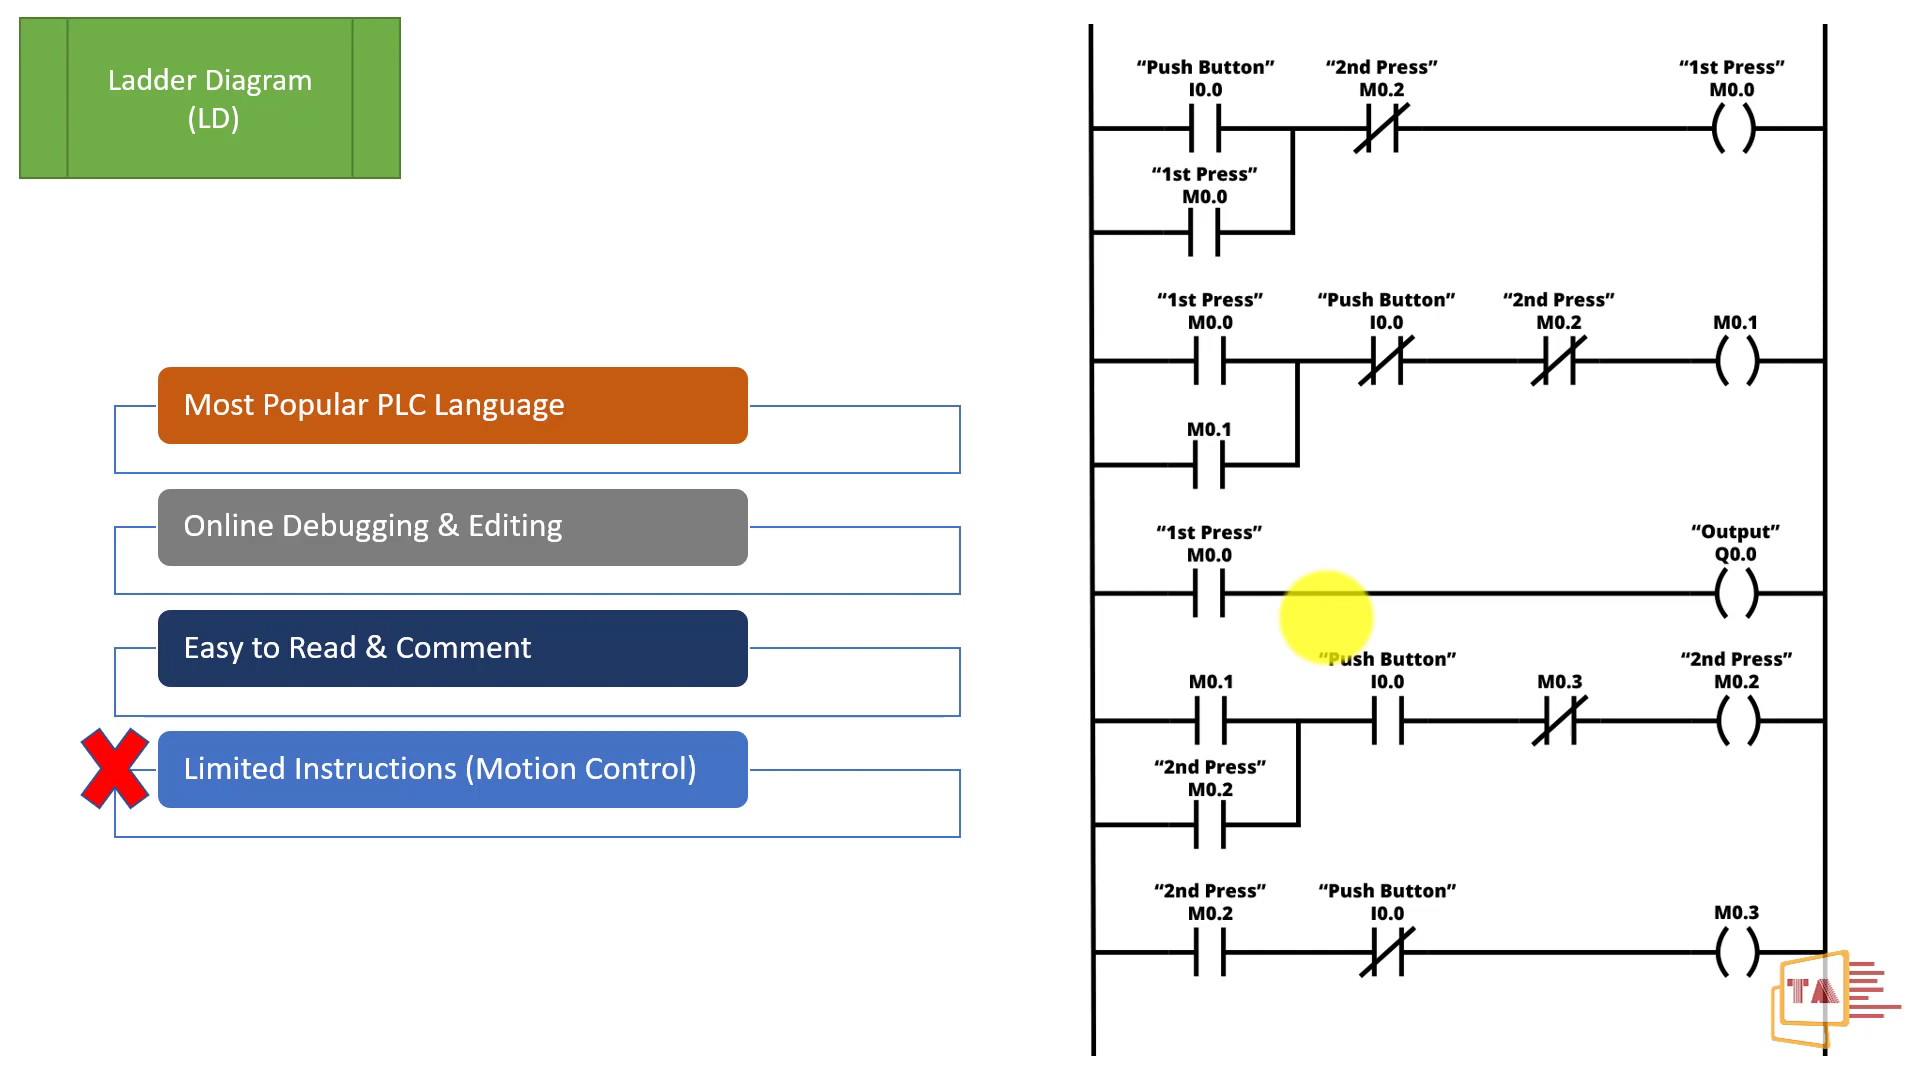 Ladder Diagram
(LD)
Most Popular PLC Language
Online Debugging & Editing
Easy to Read & Comment
Limited Instructions (Motion Control)
“Push Button” “2nd Press” “1st Press”
I0.0 M0.2 M0.0
“1st Press”
M0.0
“1st Press” “Push Button” “2nd Press”
M0.0 I0.0 M0.2 M0.1
M0.1
“1st Press” “Output”
M0.0 Q0.0
“Push Button” “2nd Press”
M0.1 I0.0 M0.3 M0.2
“2nd Press”
M0.2
“2nd Press” “Push Button”
M0.2 I0.0 M0.3
TA